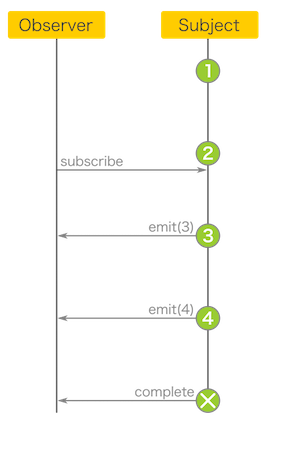 Observer Subject
1
2
subscribe
emit(3)
3
emit(4)
4
complete